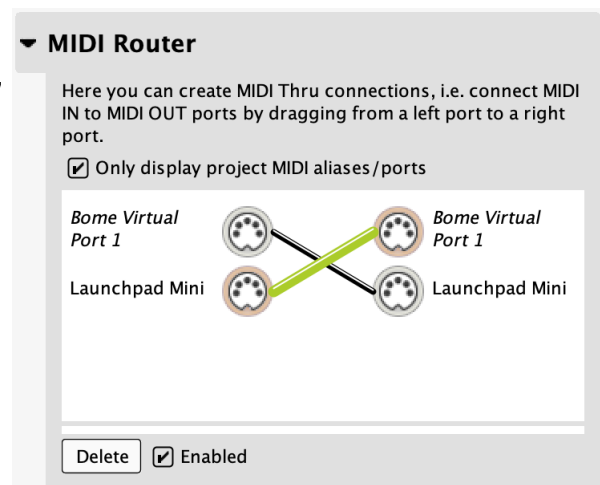 MIDI Router
Here you can create MIDI Thru connections, i.e. connect MIDI
IN to MIDI OUT ports by dragging from a left port to a right
port.
Only display project MIDI aliases/ports
Bome Virtual
Port 1
Bome Virtual
Port 1
Launchpad Mini
Launchpad Mini
Delete
Enabled